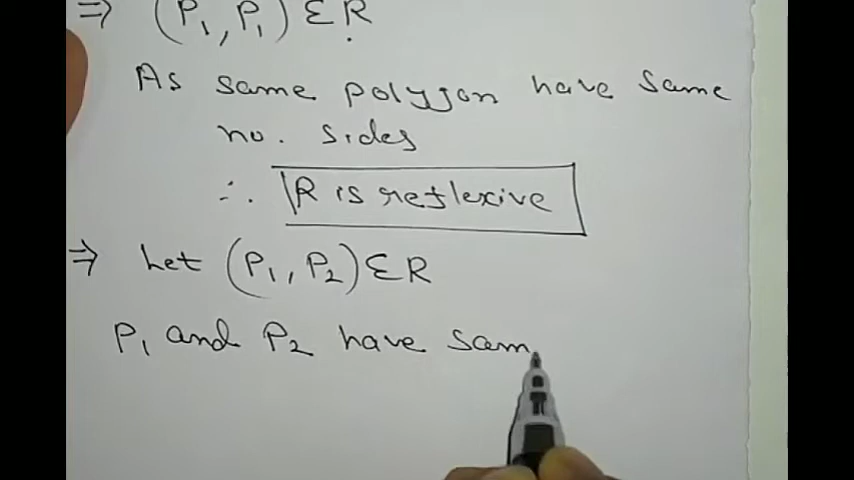 ⇒ (P₁, P₁) ∈ R
As same polygon have same
no. sides
∴ R is reflexive
⇒ Let (P₁, P₂) ∈ R
P₁ and P₂ have sam